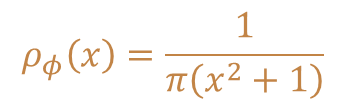 ρ_ϕ(x) = 1 / (π(x² + 1))